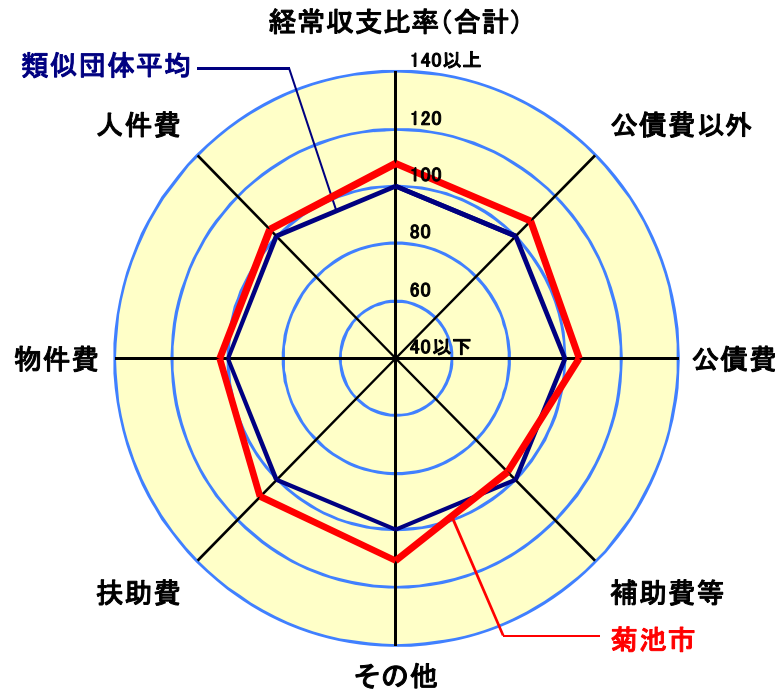 経常収支比率(合計)
類似団体平均
140以上
人件費
公債費以外
120
100
80
60
40以下
物件費
公債費
扶助費
補助費等
菊池市
その他